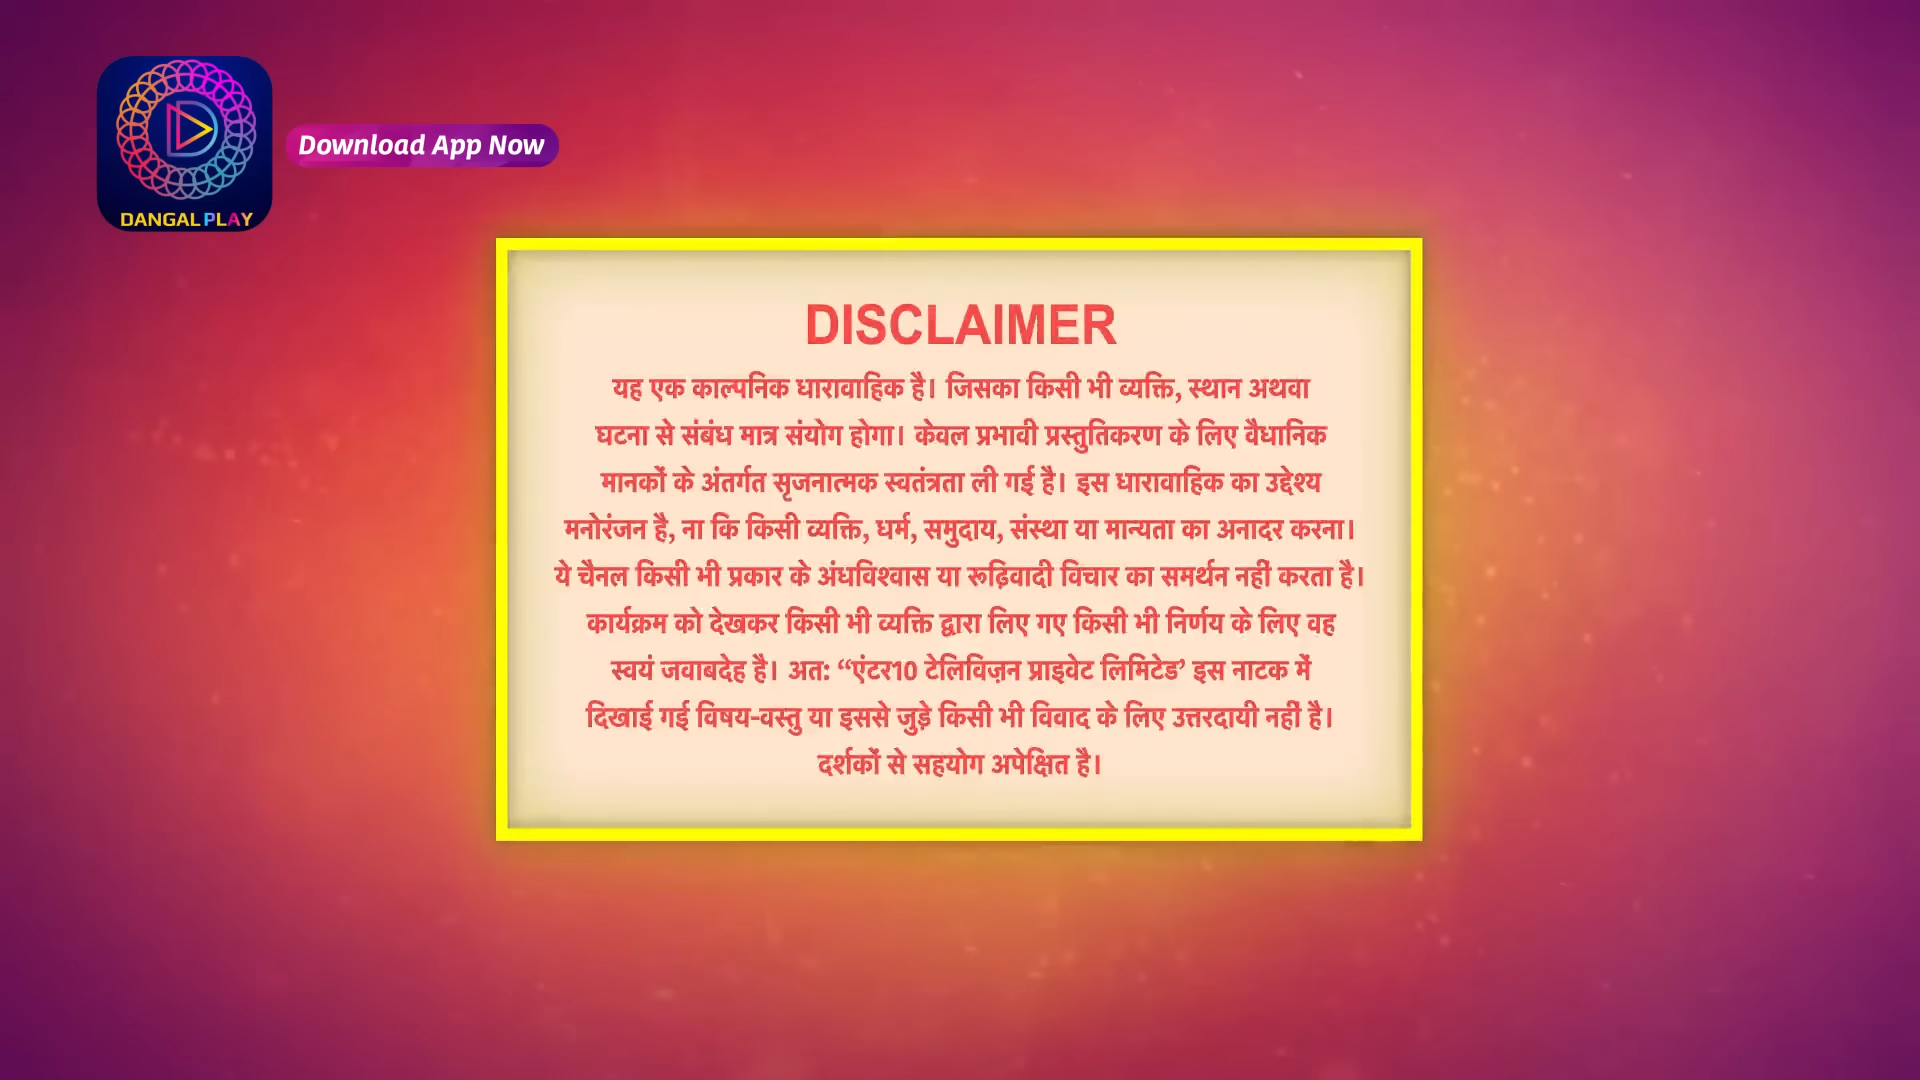 DANGAL PLAY
Download App Now
DISCLAIMER
यह एक काल्पनिक धारावाहिक है। जिसका किसी भी व्यक्ति, स्थान अथवा
घटना से संबंध मात्र संयोग होगा। केवल प्रभावी प्रस्तुतिकरण के लिए वैधानिक
मानकों के अंतर्गत सृजनात्मक स्वतंत्रता ली गई है। इस धारावाहिक का उद्देश्य
मनोरंजन है, ना कि किसी व्यक्ति, धर्म, समुदाय, संस्था या मान्यता का अनादर करना।
ये चैनल किसी भी प्रकार के अंधविश्वास या रूढ़िवादी विचार का समर्थन नहीं करता है।
कार्यक्रम को देखकर किसी भी व्यक्ति द्वारा लिए गए किसी भी निर्णय के लिए वह
स्वयं जवाबदेह है। अत: “एंटर10 टेलिविज़न प्राइवेट लिमिटेड’ इस नाटक में
दिखाई गई विषय-वस्तु या इससे जुड़े किसी भी विवाद के लिए उत्तरदायी नहीं है।
दर्शकों से सहयोग अपेक्षित है।